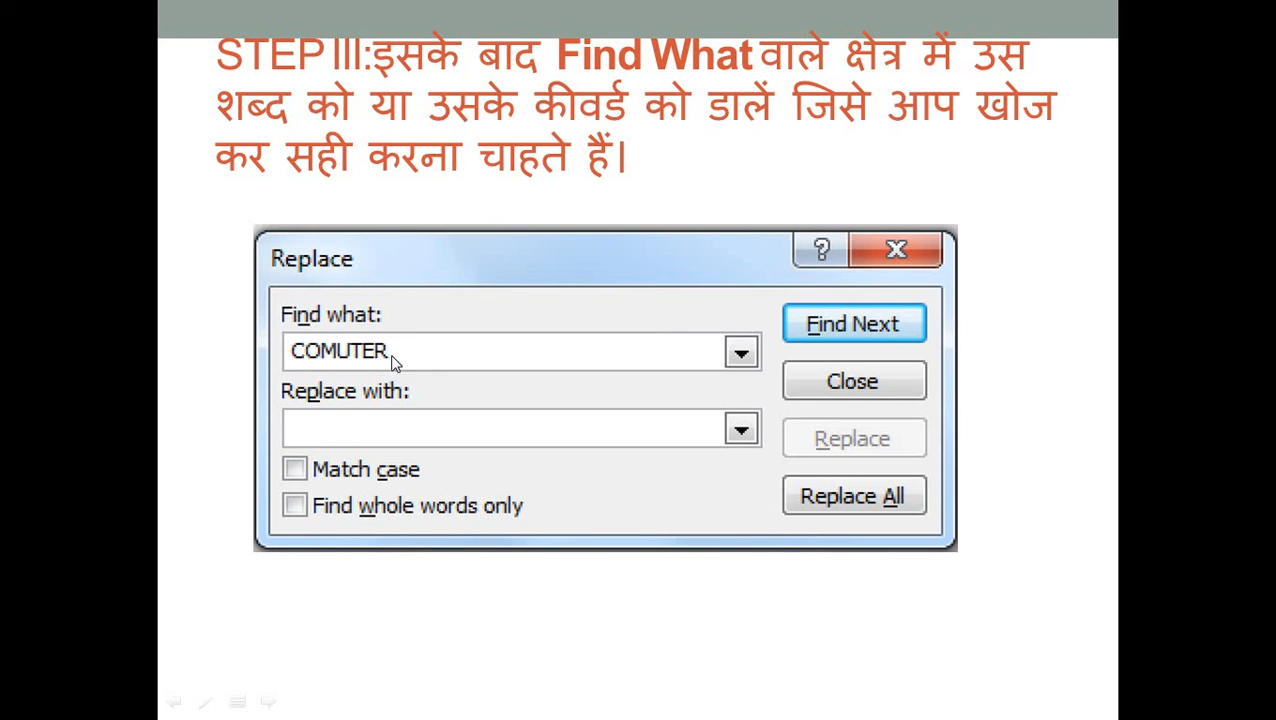 STEP III:इसके बाद Find What वाले क्षेत्र में उस
शब्द को या उसके कीवर्ड को डालें जिसे आप खोज
कर सही करना चाहते हैं।
Replace
Find what:
COMUTER
Find Next
Replace with:
Close
Replace
Match case
Find whole words only
Replace All